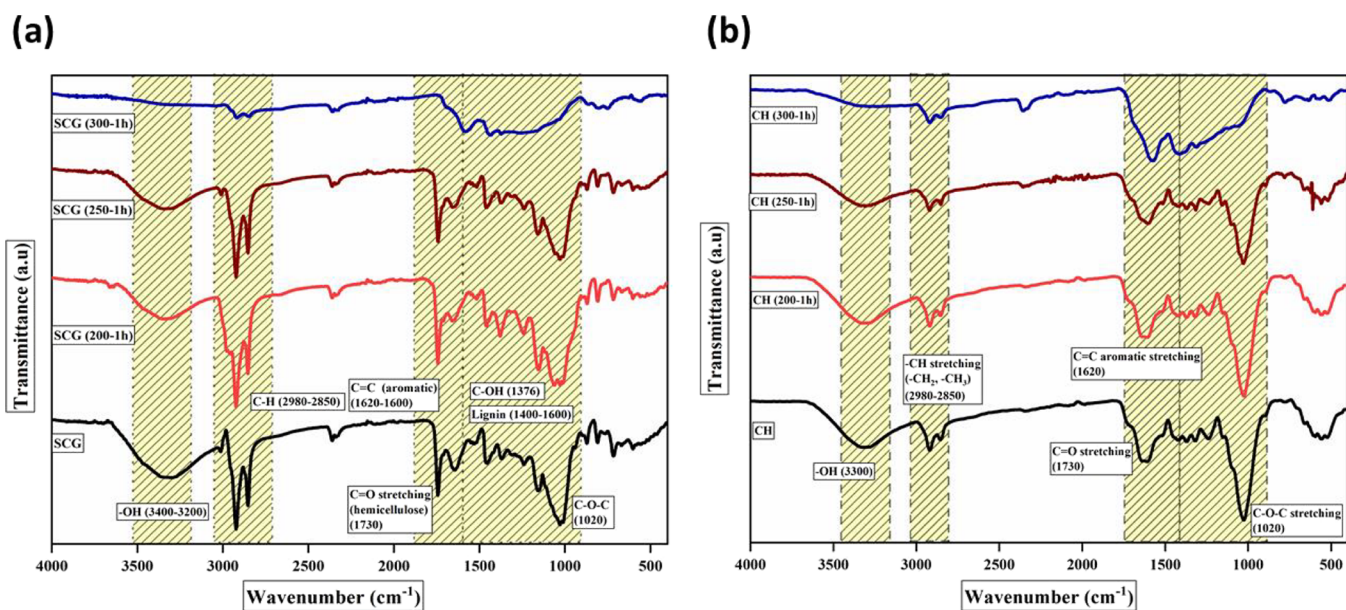 (a)
Transmittance (a.u)
SCG (300-1h)
SCG (250-1h)
SCG (200-1h)
SCG
C-H (2980-2850)
C=C (aromatic)
(1620-1600)
C-OH (1376)
Lignin (1400-1600)
-OH (3400-3200)
C=O stretching
(hemicellulose)
(1730)
C-O-C
(1020)
4000 3500 3000 2500 2000 1500 1000 500
Wavenumber (cm⁻¹)
(b)
Transmittance (a.u)
CH (300-1h)
CH (250-1h)
CH (200-1h)
CH
-CH stretching
(-CH₂, -CH₃)
(2980-2850)
C=C aromatic stretching
(1620)
-OH (3300)
C=O stretching
(1730)
C-O-C stretching
(1020)
4000 3500 3000 2500 2000 1500 1000 500
Wavenumber (cm⁻¹)